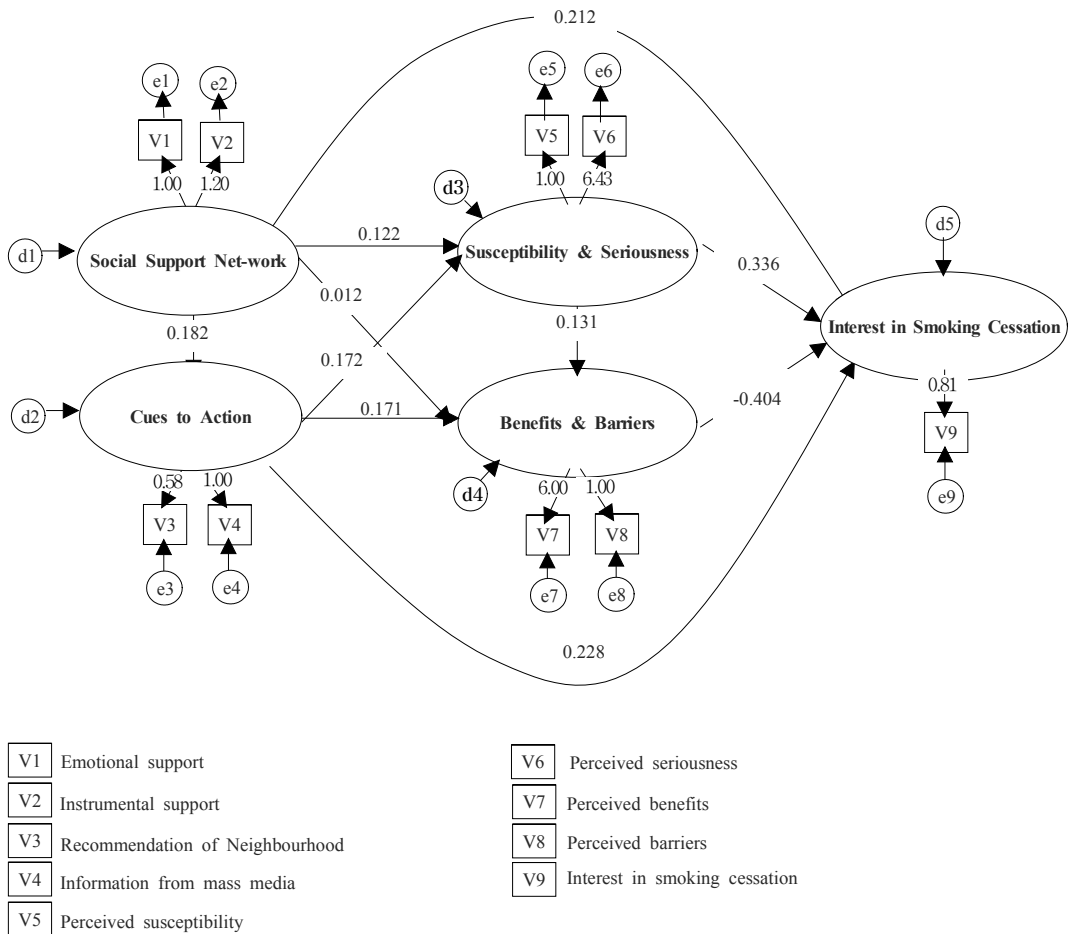 0.212
e1
e2
e5
e6
V1
V2
V5
V6
1.00
1.20
1.00
6.43
d3
d1
d5
Social Support Net-work
0.122
Susceptibility & Seriousness
0.336
0.012
0.182
0.131
Interest in Smoking Cessation
0.172
0.81
d2
Cues to Action
0.171
Benefits & Barriers
-0.404
V9
0.58
1.00
d4
6.00
1.00
e9
V3
V4
V7
V8
e3
e4
e7
e8
0.228
V1 Emotional support
V2 Instrumental support
V3 Recommendation of Neighbourhood
V4 Information from mass media
V5 Perceived susceptibility
V6 Perceived seriousness
V7 Perceived benefits
V8 Perceived barriers
V9 Interest in smoking cessation